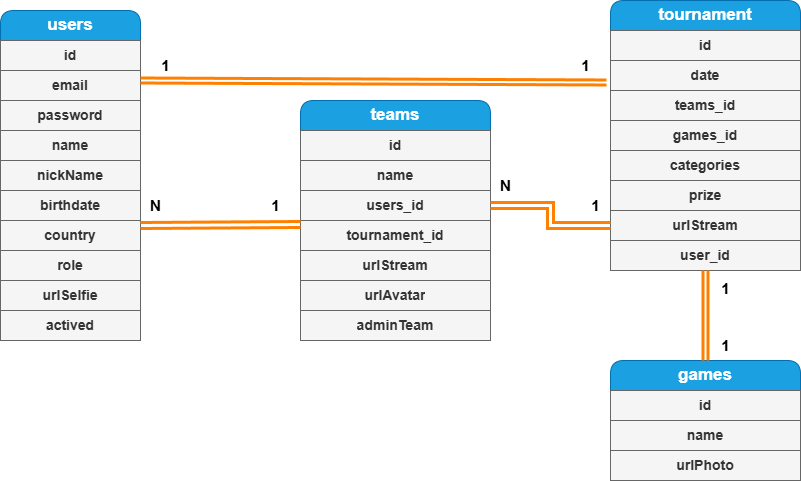 users
id
email
password
name
nickName
birthdate
country
role
urlSelfie
actived
1
1
N
1
teams
id
name
users_id
tournament_id
urlStream
urlAvatar
adminTeam
N
1
tournament
id
date
teams_id
games_id
categories
prize
urlStream
user_id
1
1
games
id
name
urlPhoto